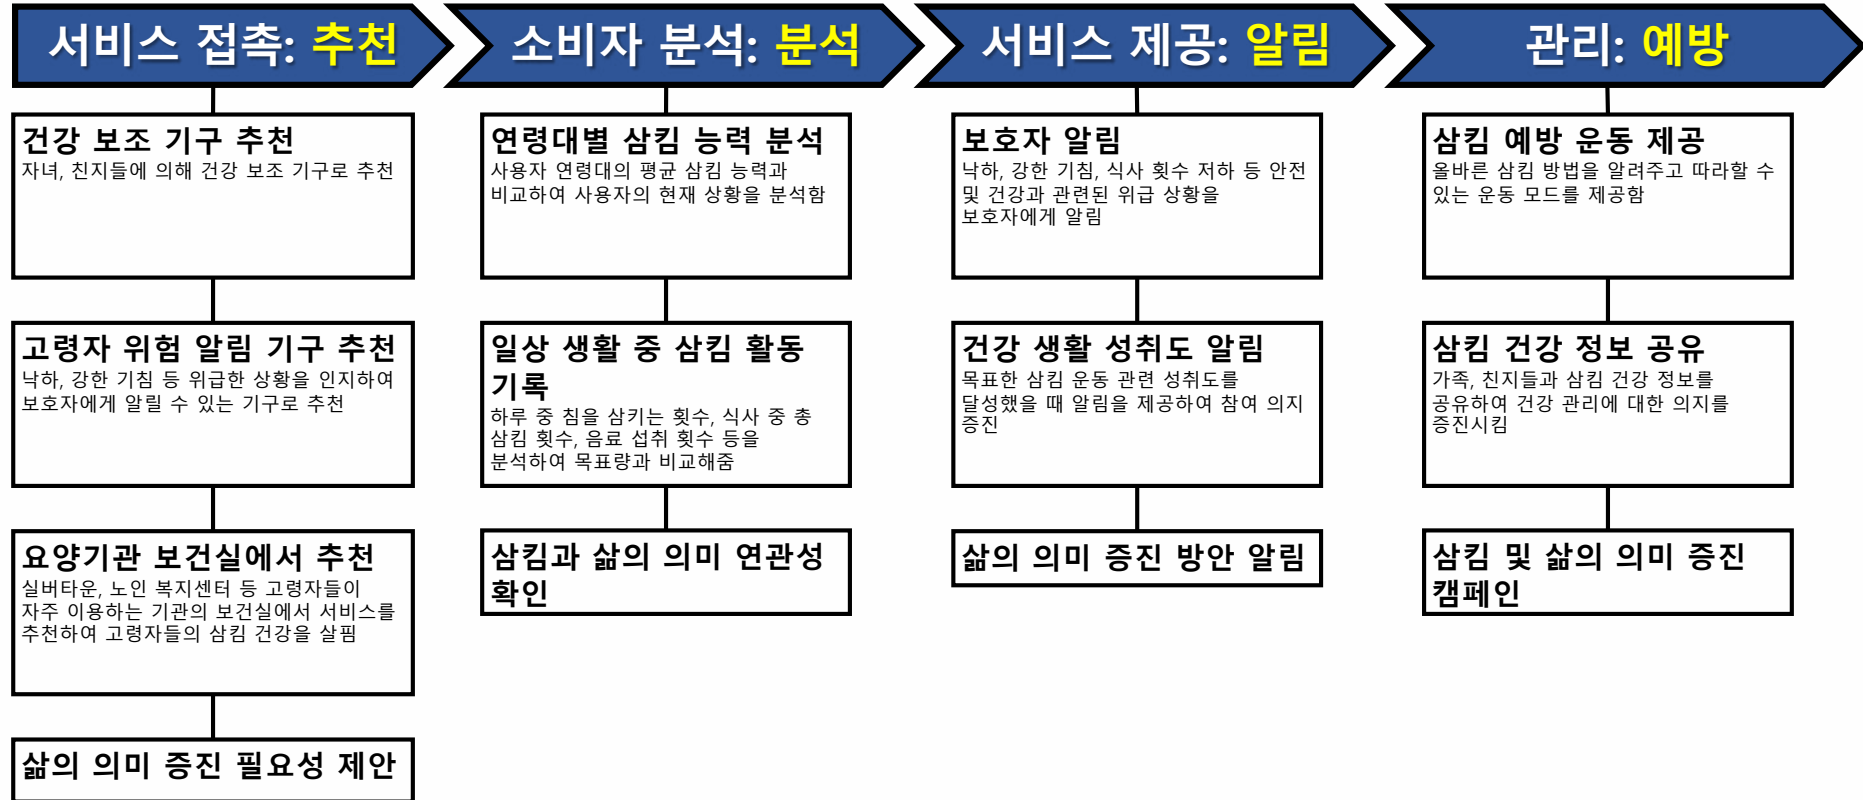 서비스 접촉: 추천
소비자 분석: 분석
서비스 제공: 알림
관리: 예방
건강 보조 기구 추천
자녀, 친지들에 의해 건강 보조 기구로 추천
고령자 위험 알림 기구 추천
낙하, 강한 기침 등 위급한 상황을 인지하여
보호자에게 알릴 수 있는 기구로 추천
요양기관 보건실에서 추천
실버타운, 노인 복지센터 등 고령자들이
자주 이용하는 기관의 보건실에서 서비스를
추천하여 고령자들의 삼킴 건강을 살핌
삶의 의미 증진 필요성 제안
연령대별 삼킴 능력 분석
사용자 연령대의 평균 삼킴 능력과
비교하여 사용자의 현재 상황을 분석함
일상 생활 중 삼킴 활동
기록
하루 중 침을 삼키는 횟수, 식사 중 총
삼킴 횟수, 음료 섭취 횟수 등을
분석하여 목표량과 비교해줌
삼킴과 삶의 의미 연관성
확인
보호자 알림
낙하, 강한 기침, 식사 횟수 저하 등 안전
및 건강과 관련된 위급 상황을
보호자에게 알림
건강 생활 성취도 알림
목표한 삼킴 운동 관련 성취도를
달성했을 때 알림을 제공하여 참여 의지
증진
삶의 의미 증진 방안 알림
삼킴 예방 운동 제공
올바른 삼킴 방법을 알려주고 따라할 수
있는 운동 모드를 제공함
삼킴 건강 정보 공유
가족, 친지들과 삼킴 건강 정보를
공유하여 건강 관리에 대한 의지를
증진시킴
삼킴 및 삶의 의미 증진
캠페인